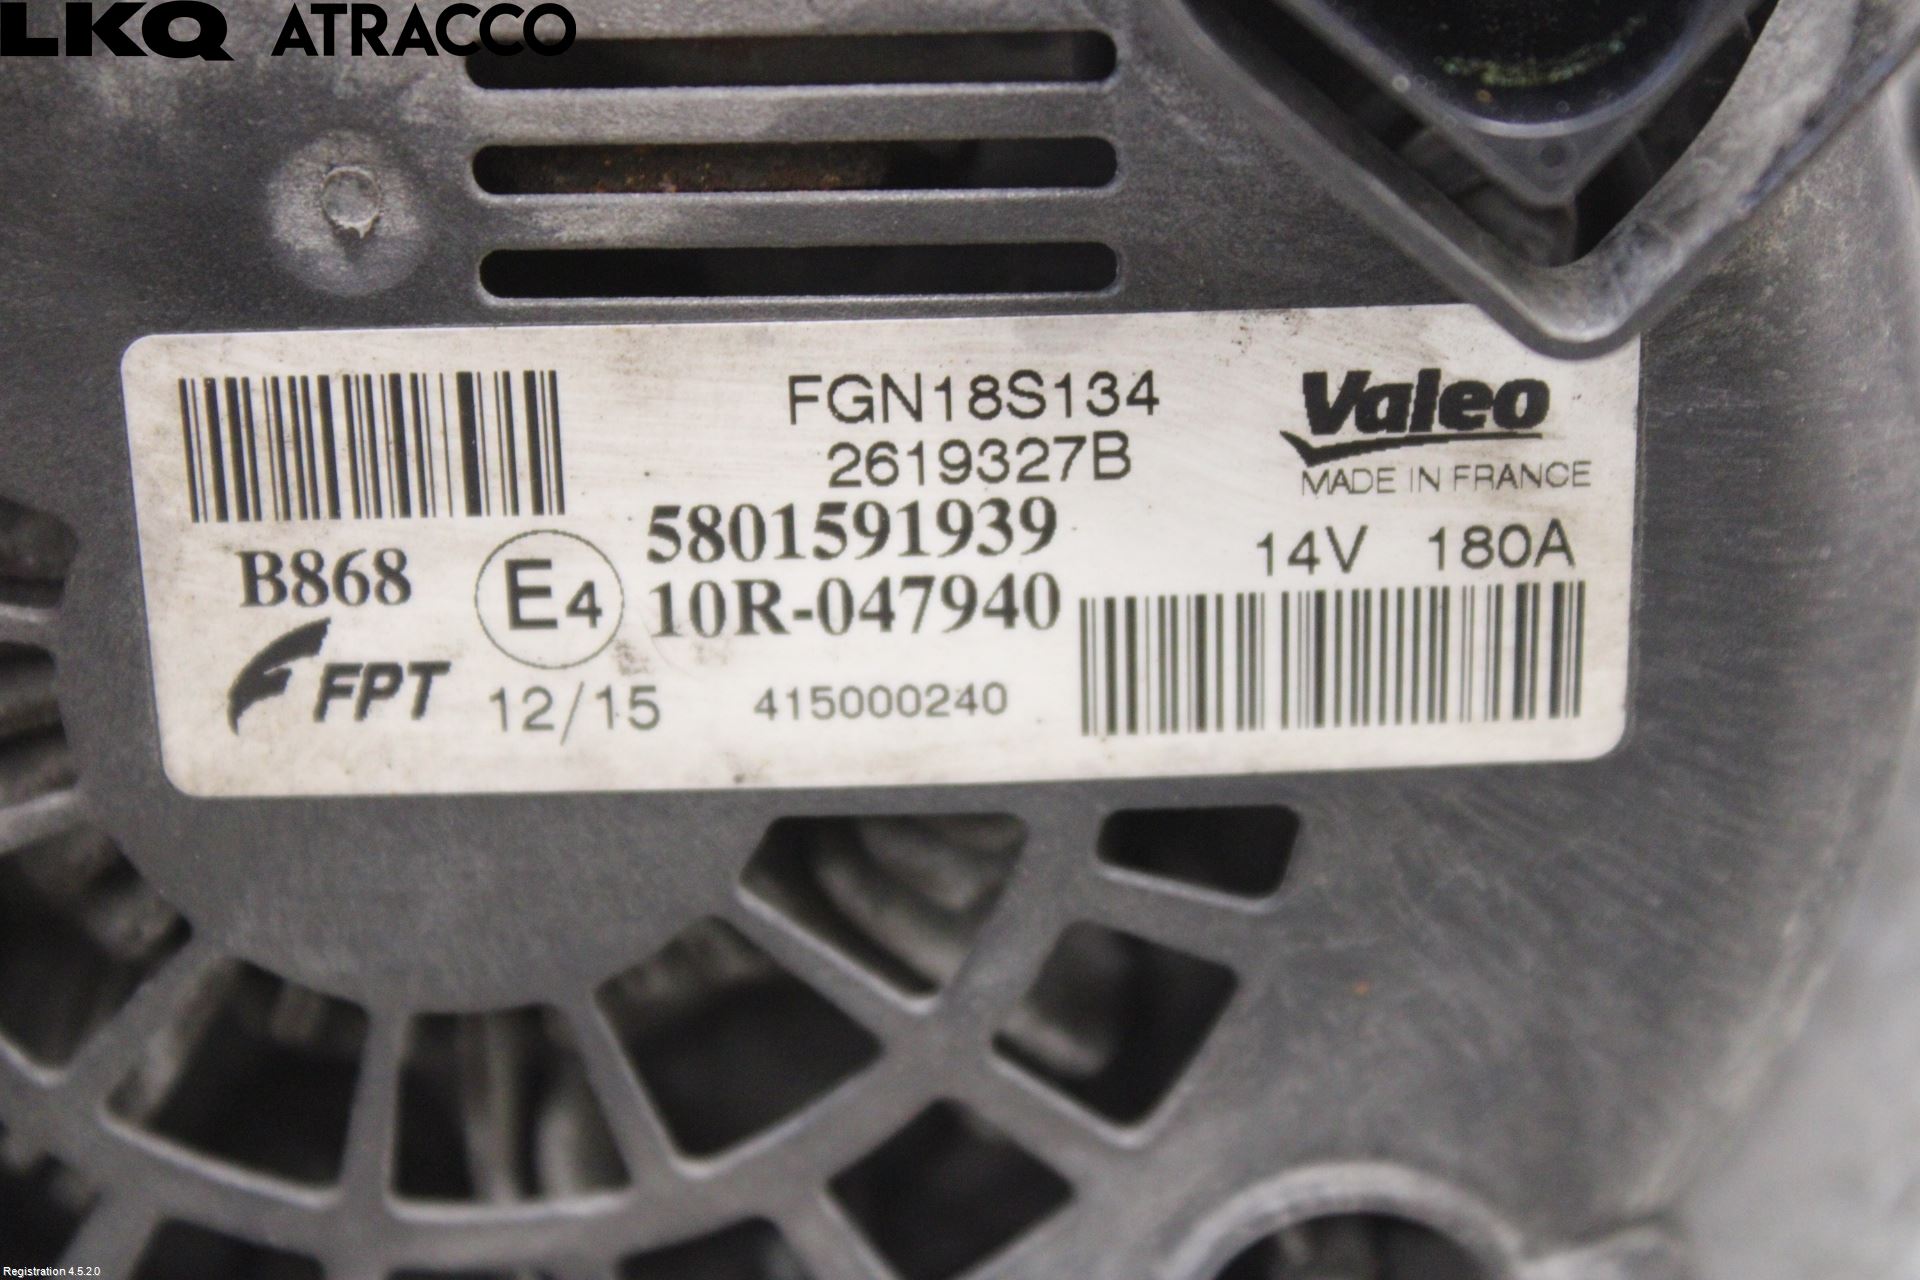 LKQ ATRACCO
FGN18S134
2619327B
Valeo
MADE IN FRANCE
5801591939
14V 180A
B868
E4
10R-047940
FPT
12/15
415000240
Registration 4.5.2.0